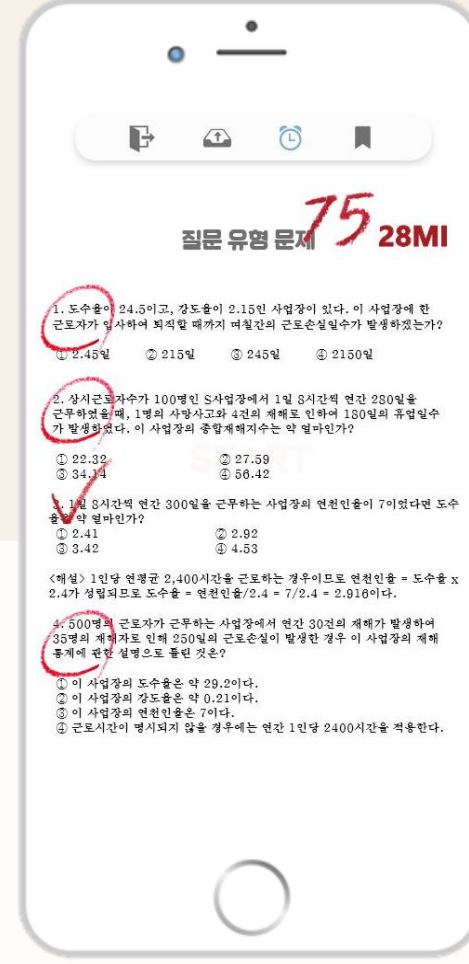 75
질문 유형 문제
28MI
1. 도수율이 24.5이고, 강도율이 2.15인 사업장이 있다. 이 사업장에 한
근로자가 입사하여 퇴직할 때까지 며칠간의 근로손실일수가 발생하겠는가?
① 2.45일 ② 215일 ③ 245일 ④ 2150일
2. 상시근로자수가 100명인 S사업장에서 1일 8시간씩 연간 280일을
근무하였을 때, 1명의 사망사고와 4건의 재해로 인하여 180일의 휴업일수
가 발생하였다. 이 사업장의 종합재해지수는 약 얼마인가?
① 22.32 ② 27.59
③ 34.14 ④ 56.42
3. 1일 8시간씩 연간 300일을 근무하는 사업장의 연천인율이 7이었다면 도수
율은 약 얼마인가?
① 2.41 ② 2.92
③ 3.42 ④ 4.53
<해설> 1인당 연평균 2,400시간을 근로하는 경우이므로 연천인율 = 도수율 x
2.4가 성립되므로 도수율 = 연천인율/2.4 = 7/2.4 = 2.916이다.
4. 500명의 근로자가 근무하는 사업장에서 연간 30건의 재해가 발생하여
35명의 재해자로 인해 250일의 근로손실이 발생한 경우 이 사업장의 재해
통계에 관한 설명으로 틀린 것은?
① 이 사업장의 도수율은 약 29.2이다.
② 이 사업장의 강도율은 약 0.21이다.
③ 이 사업장의 연천인율은 7이다.
④ 근로시간이 명시되지 않을 경우에는 연간 1인당 2400시간을 적용한다.